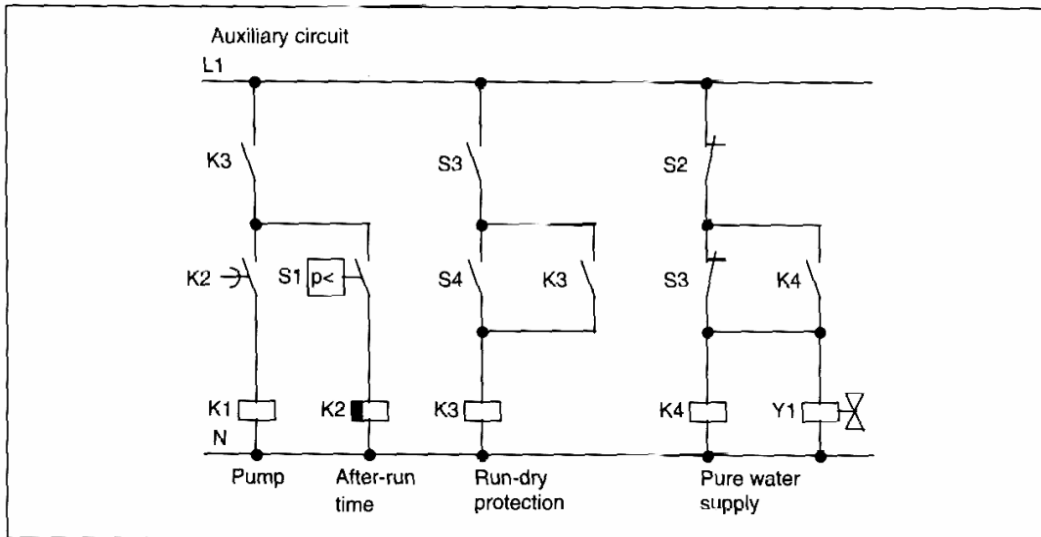 Auxiliary circuit
L1
K3
S3
S2
K2
S1
p<
S4
K3
S3
K4
K1
K2
K3
K4
Y1
N
Pump
After-run
time
Run-dry
protection
Pure water
supply